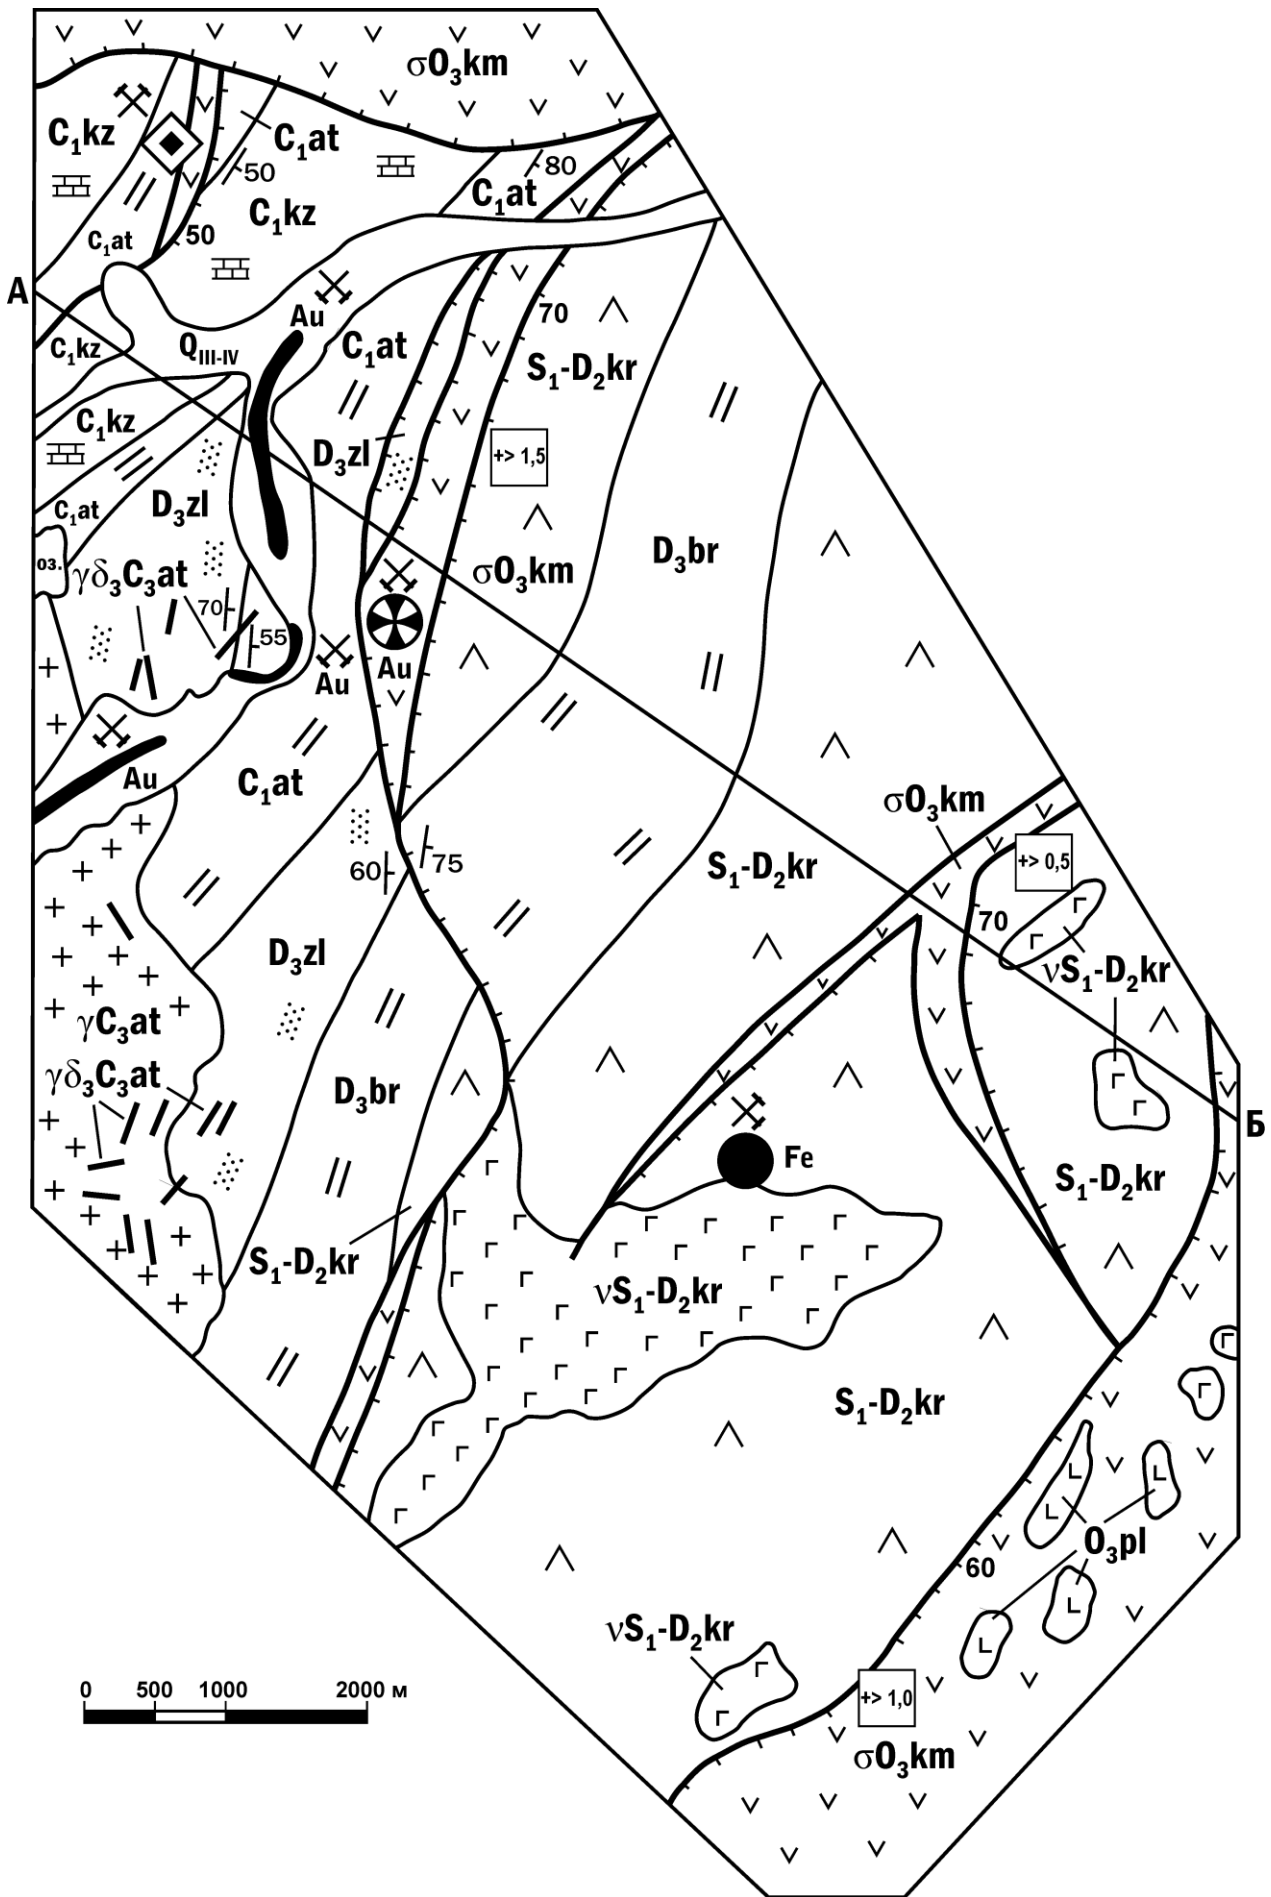 σO₃km
C₁kz
C₁at
50
80
C₁at
C₁kz
50
C₁at
А
Au
70
C₁kz
Q_III-IV
C₁at
S₁-D₂kr
C₁kz
D₃zl
+> 1,5
D₃zl
C₁at
D₃br
оз.
γδ₃C₃at
σO₃km
70
55
Au
Au
Au
C₁at
σO₃km
60
75
S₁-D₂kr
+> 0,5
70
D₃zl
νS₁-D₂kr
γC₃at
γδ₃C₃at
D₃br
Б
Fe
S₁-D₂kr
S₁-D₂kr
νS₁-D₂kr
S₁-D₂kr
O₃pl
60
νS₁-D₂kr
0 500 1000 2000 м
+> 1,0
σO₃km